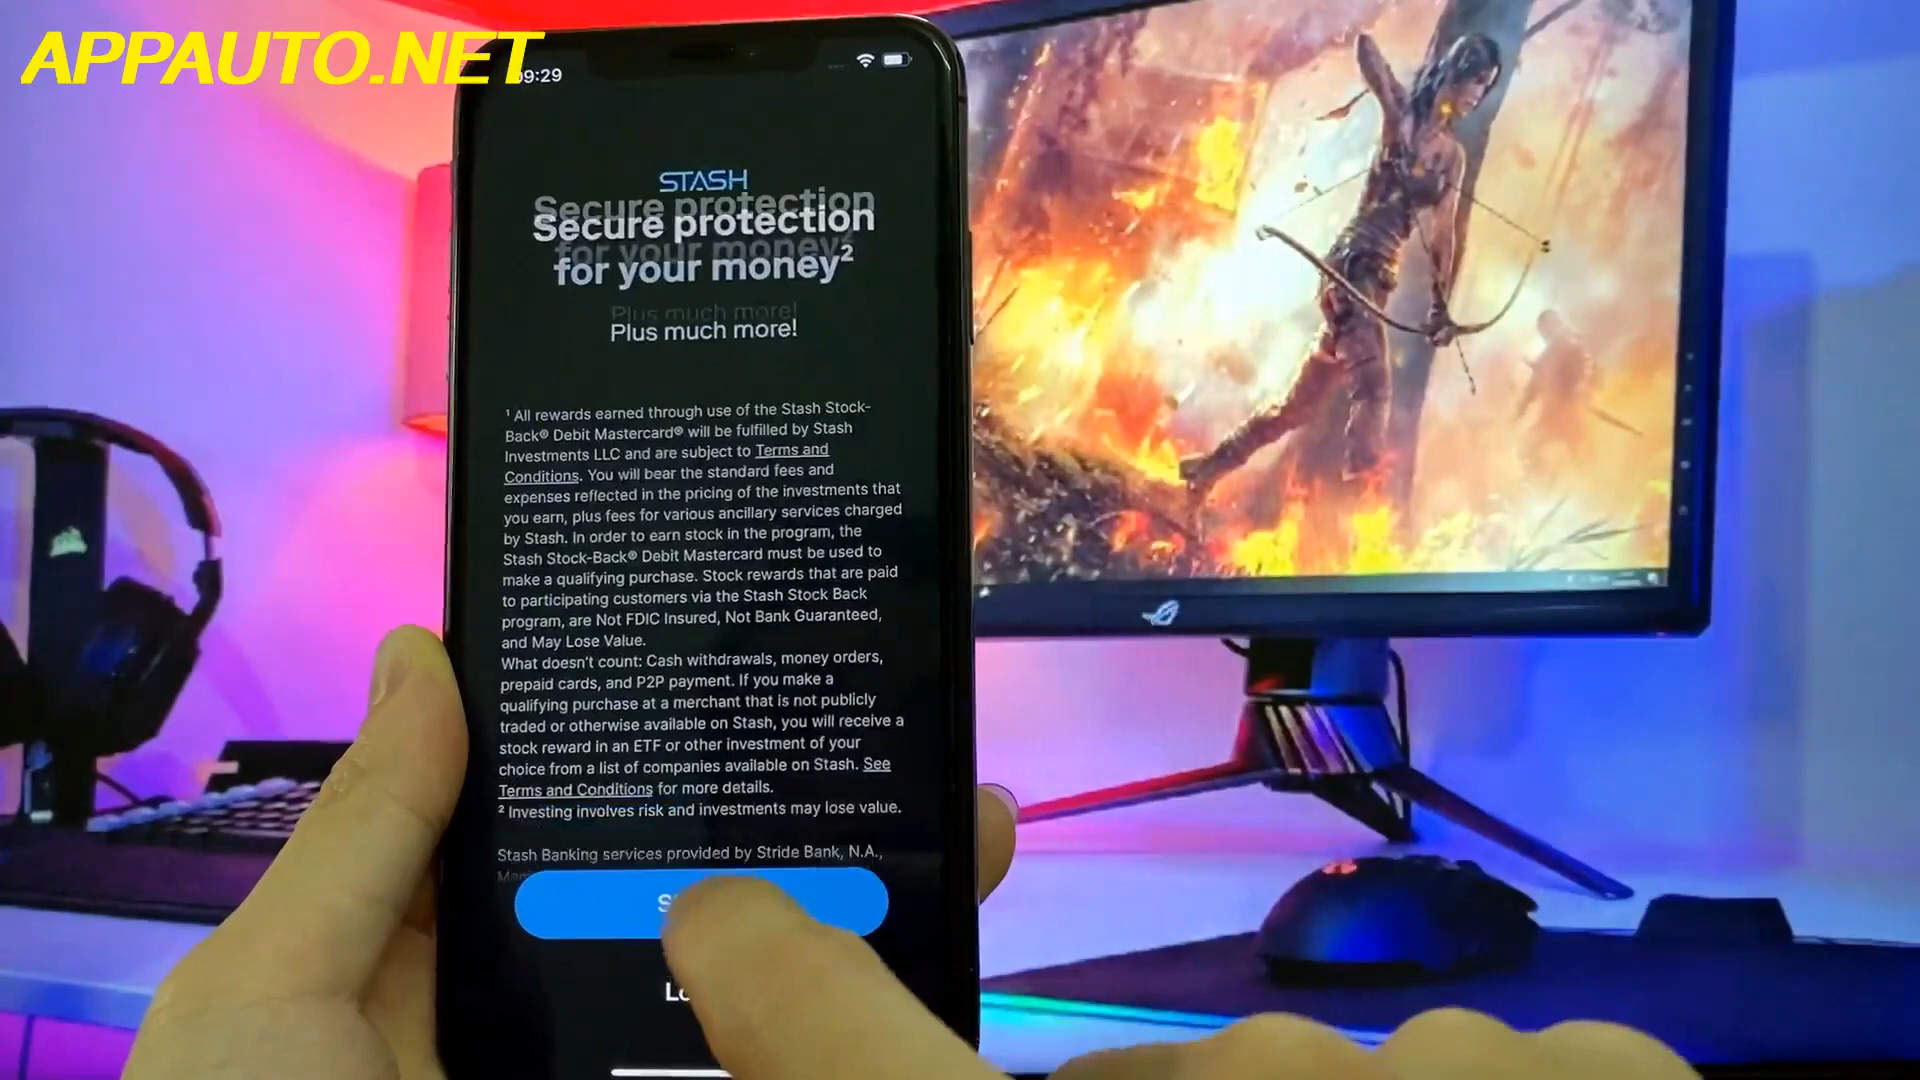 APPAUTO.NET
09:29
STASH
Secure protection
for your money²
Plus much more!
¹ All rewards earned through use of the Stash Stock-
Back® Debit Mastercard® will be fulfilled by Stash
Investments LLC and are subject to Terms and
Conditions. You will bear the standard fees and
expenses reflected in the pricing of the investments that
you earn, plus fees for various ancillary services charged
by Stash. In order to earn stock in the program, the
Stash Stock-Back® Debit Mastercard must be used to
make a qualifying purchase. Stock rewards that are paid
to participating customers via the Stash Stock Back
program, are Not FDIC Insured, Not Bank Guaranteed,
and May Lose Value.
What doesn't count: Cash withdrawals, money orders,
prepaid cards, and P2P payment. If you make a
qualifying purchase at a merchant that is not publicly
traded or otherwise available on Stash, you will receive a
stock reward in an ETF or other investment of your
choice from a list of companies available on Stash. See
Terms and Conditions for more details.
² Investing involves risk and investments may lose value.
Stash Banking services provided by Stride Bank, N.A.,